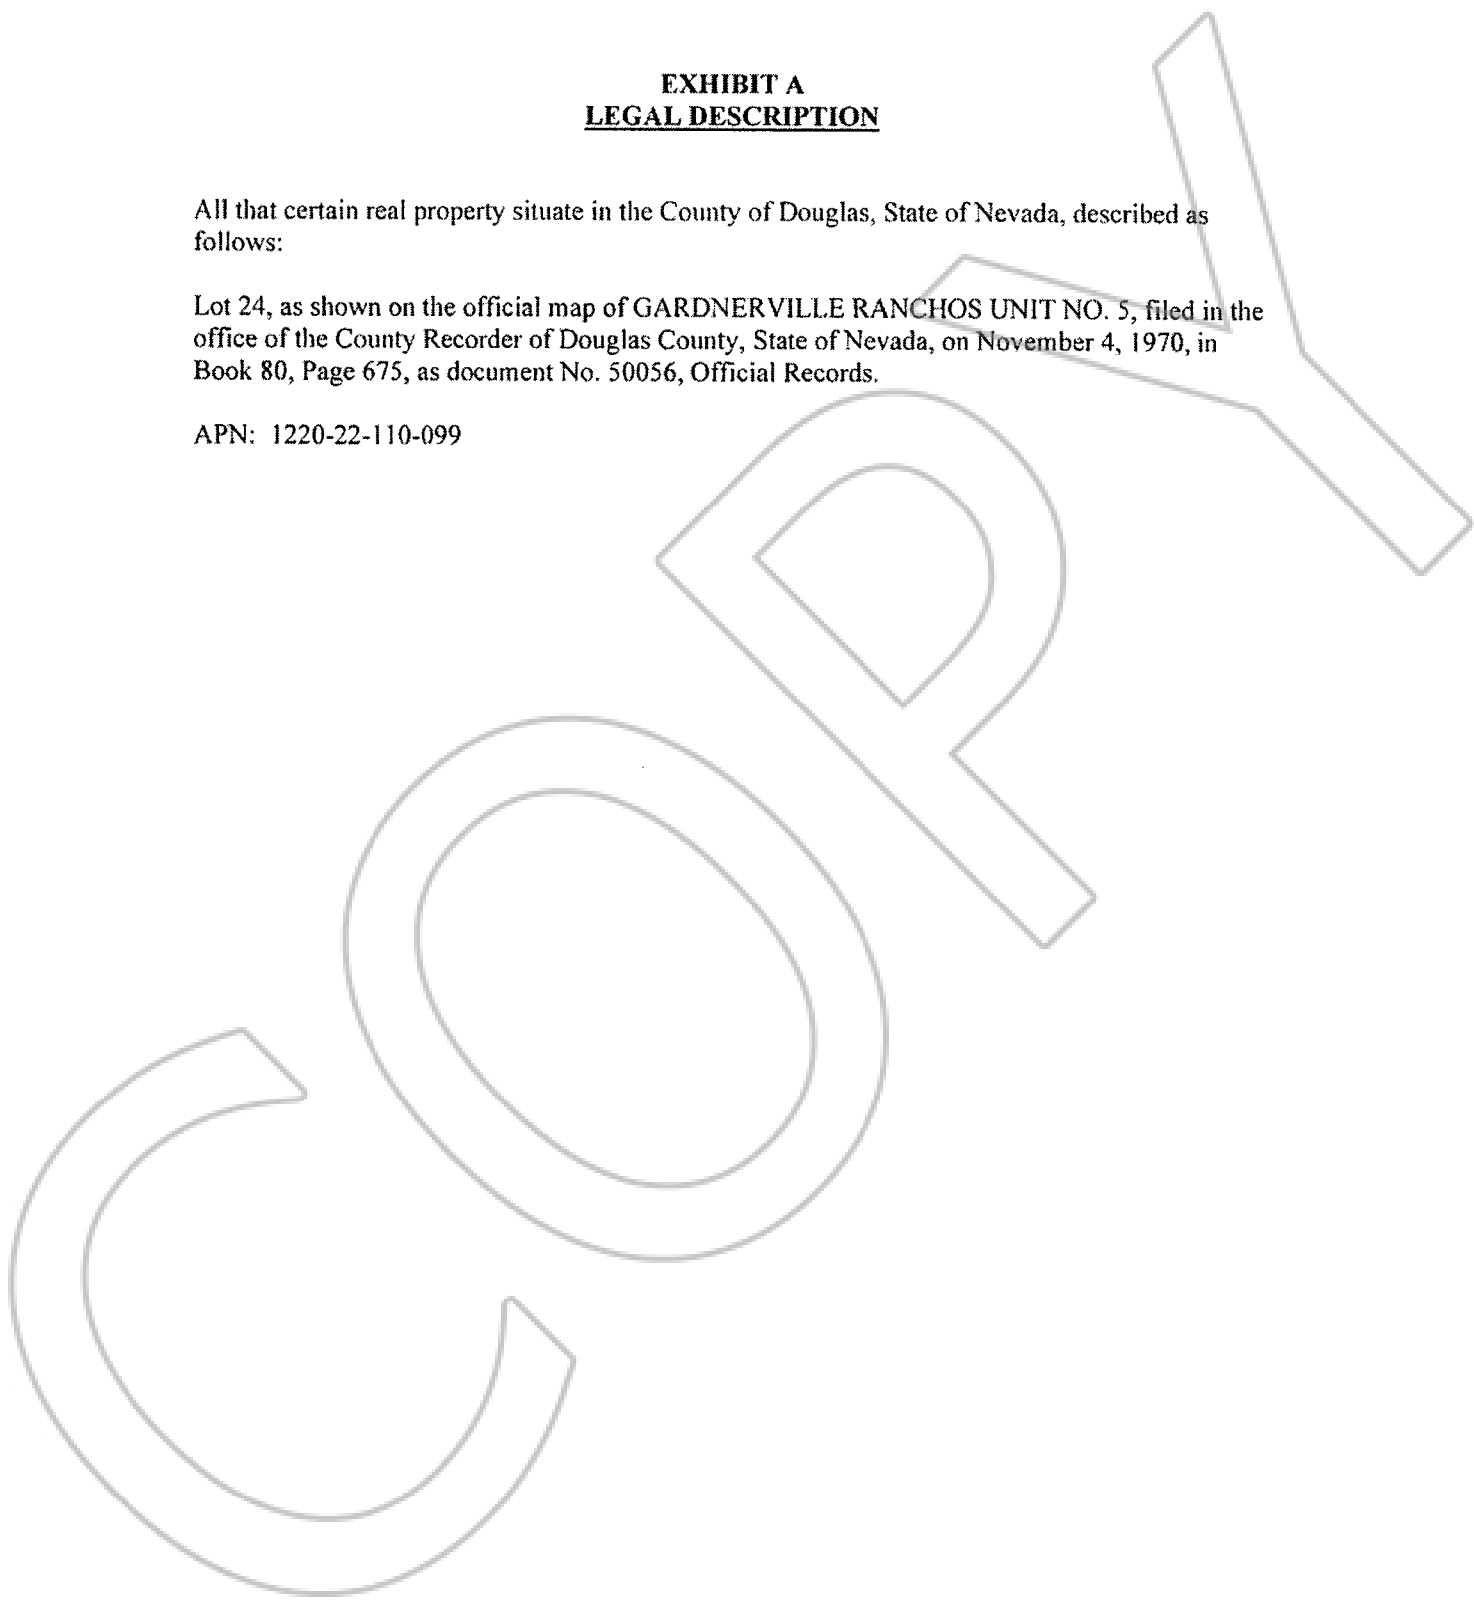 EXHIBIT A
LEGAL DESCRIPTION
All that certain real property situate in the County of Douglas, State of Nevada, described as
follows:
Lot 24, as shown on the official map of GARDNERVILLE RANCHOS UNIT NO. 5, filed in the
office of the County Recorder of Douglas County, State of Nevada, on November 4, 1970, in
Book 80, Page 675, as document No. 50056, Official Records.
APN: 1220-22-110-099
COPY